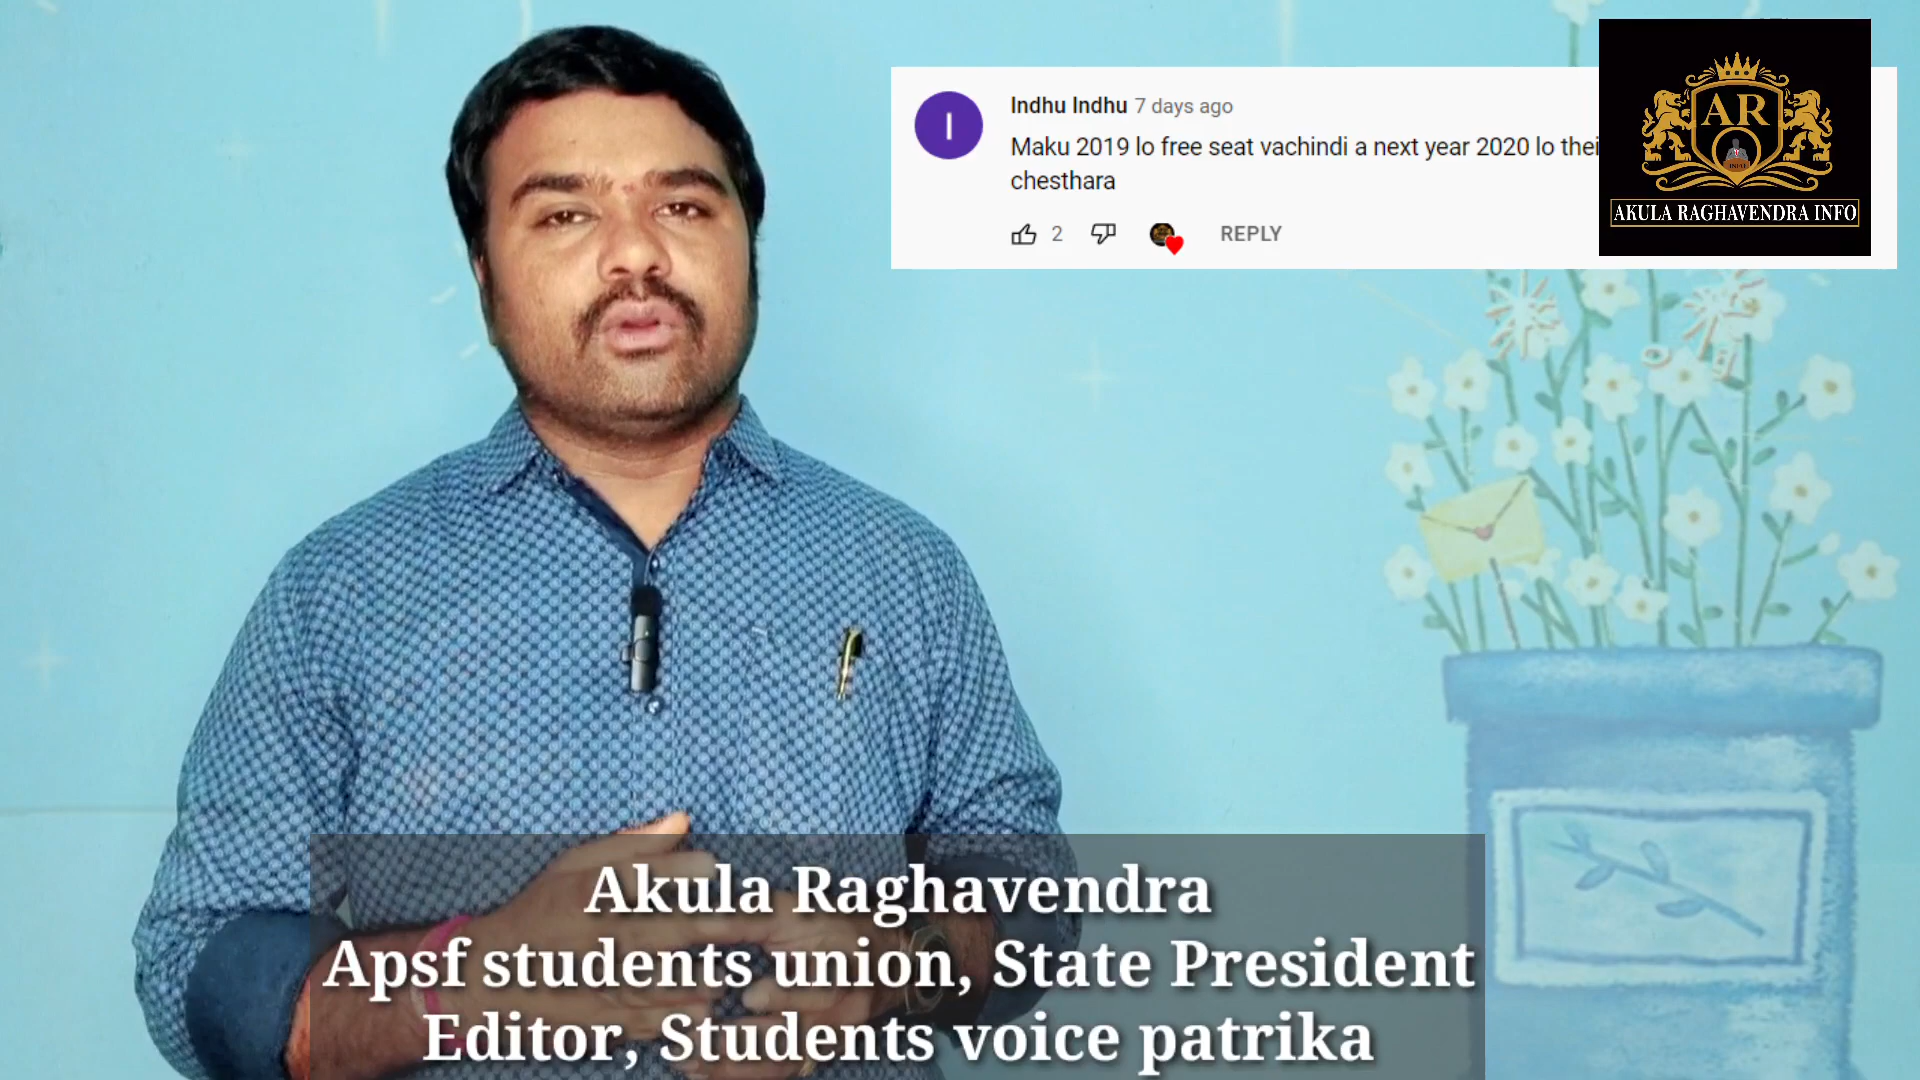 I
Indhu Indhu 7 days ago
Maku 2019 lo free seat vachindi a next year 2020 lo
chesthara
2
REPLY
AR
AKULA RAGHAVENDRA INFO
Akula Raghavendra
Apsf students union, State President
Editor, Students voice patrika